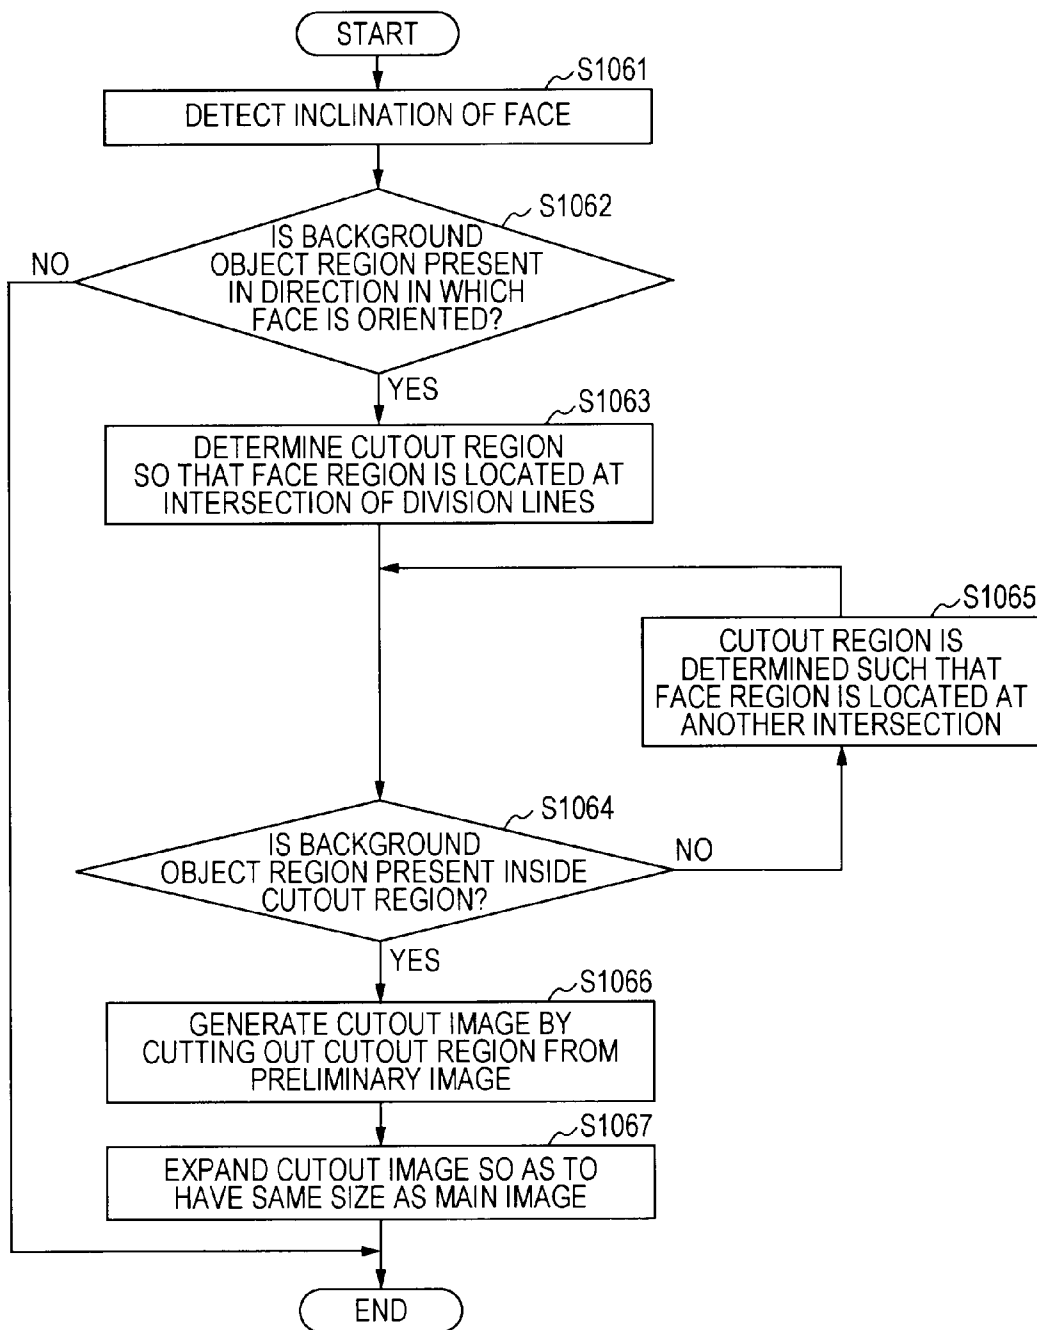 START
S1061
DETECT INCLINATION OF FACE
S1062
IS BACKGROUND
OBJECT REGION PRESENT
IN DIRECTION IN WHICH
FACE IS ORIENTED?
NO
YES
S1063
DETERMINE CUTOUT REGION
SO THAT FACE REGION IS LOCATED AT
INTERSECTION OF DIVISION LINES
S1065
CUTOUT REGION IS
DETERMINED SUCH THAT
FACE REGION IS LOCATED AT
ANOTHER INTERSECTION
S1064
IS BACKGROUND
OBJECT REGION PRESENT INSIDE
CUTOUT REGION?
NO
YES
S1066
GENERATE CUTOUT IMAGE BY
CUTTING OUT CUTOUT REGION FROM
PRELIMINARY IMAGE
S1067
EXPAND CUTOUT IMAGE SO AS TO
HAVE SAME SIZE AS MAIN IMAGE
END